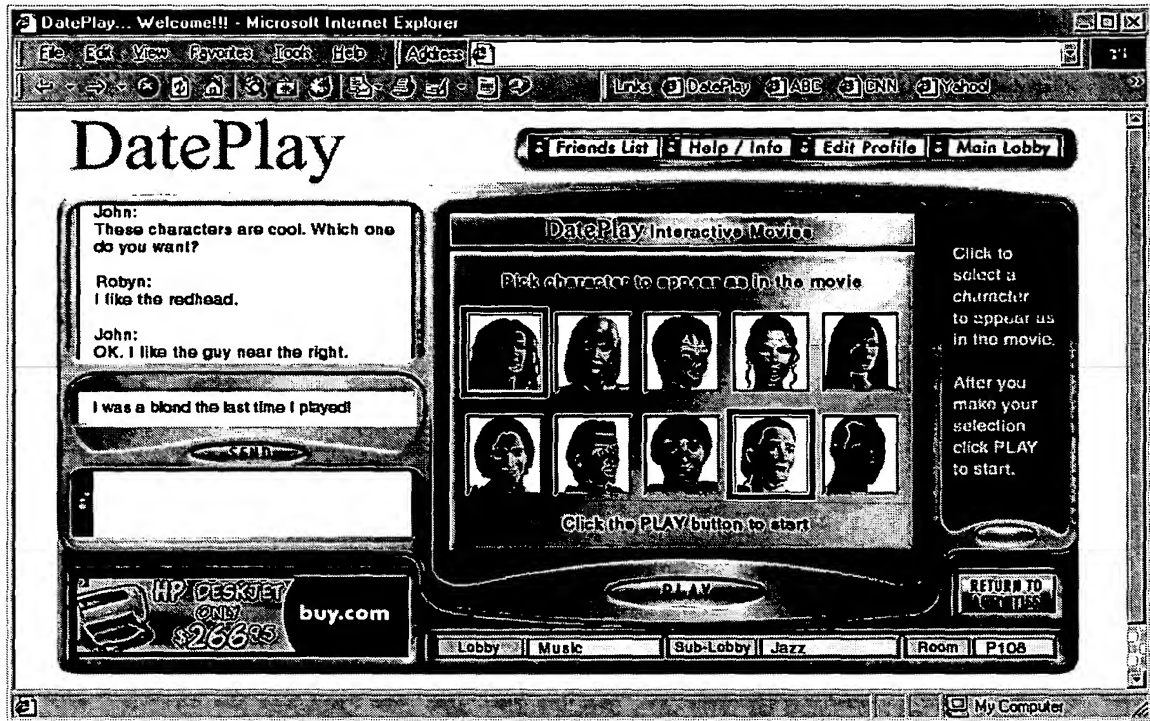 DatePlay... Welcome!!! - Microsoft Internet Explorer
File Edit View Favorites Tools Help Address
Links DatePlay ABC CNN Yahoo!
DatePlay
Friends List Help / Info Edit Profile Main Lobby
John:
These characters are cool. Which one
do you want?
Robyn:
I like the redhead.
John:
OK. I like the guy near the right.
I was a blond the last time I played!
SEND
HP DESKJET
ONLY
$266.95
buy.com
DatePlay Interactive Movies
Pick character to appear as in the movie
Click the PLAY button to start
PLAY
Click to
select a
character
to appear as
in the movie.
After you
make your
selection
click PLAY
to start.
RETURN TO
Lobby Music Sub-Lobby Jazz Room P108
My Computer